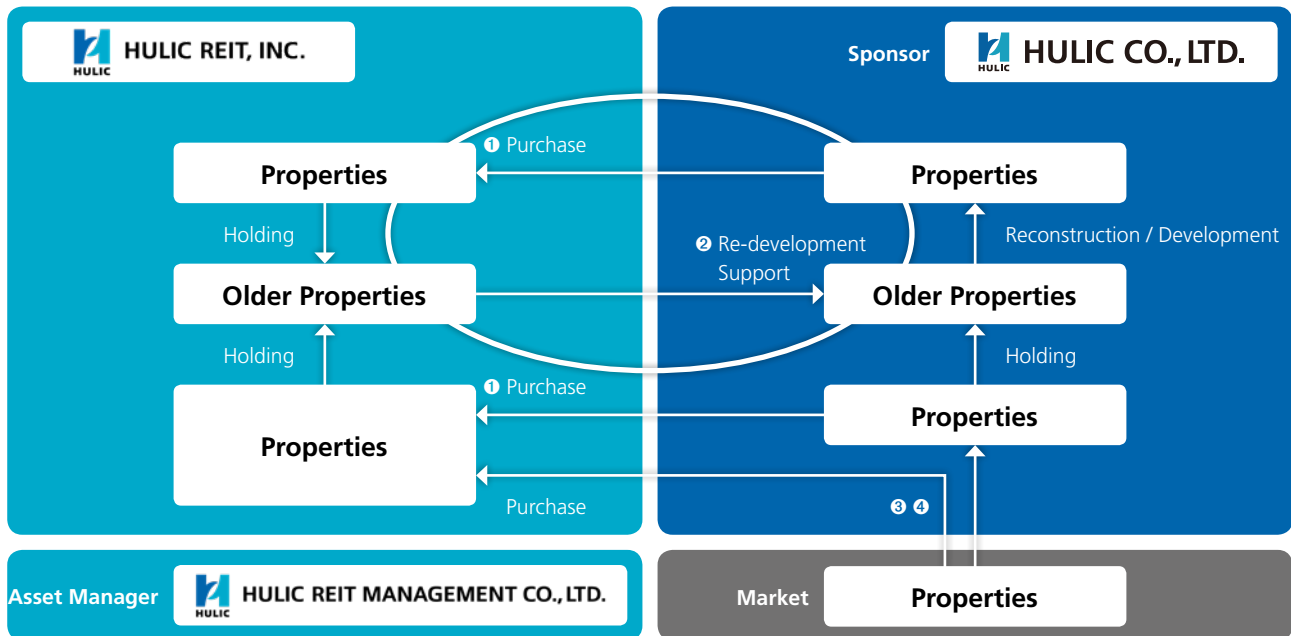 HULIC
HULIC REIT, INC.
Sponsor
HULIC
HULIC CO., LTD.
❶ Purchase
Properties
Properties
Holding
❷ Re-development
Support
Reconstruction / Development
Older Properties
Older Properties
Holding
Holding
❶ Purchase
Properties
Properties
Purchase
❸ ❹
Asset Manager
HULIC
HULIC REIT MANAGEMENT CO., LTD.
Market
Properties